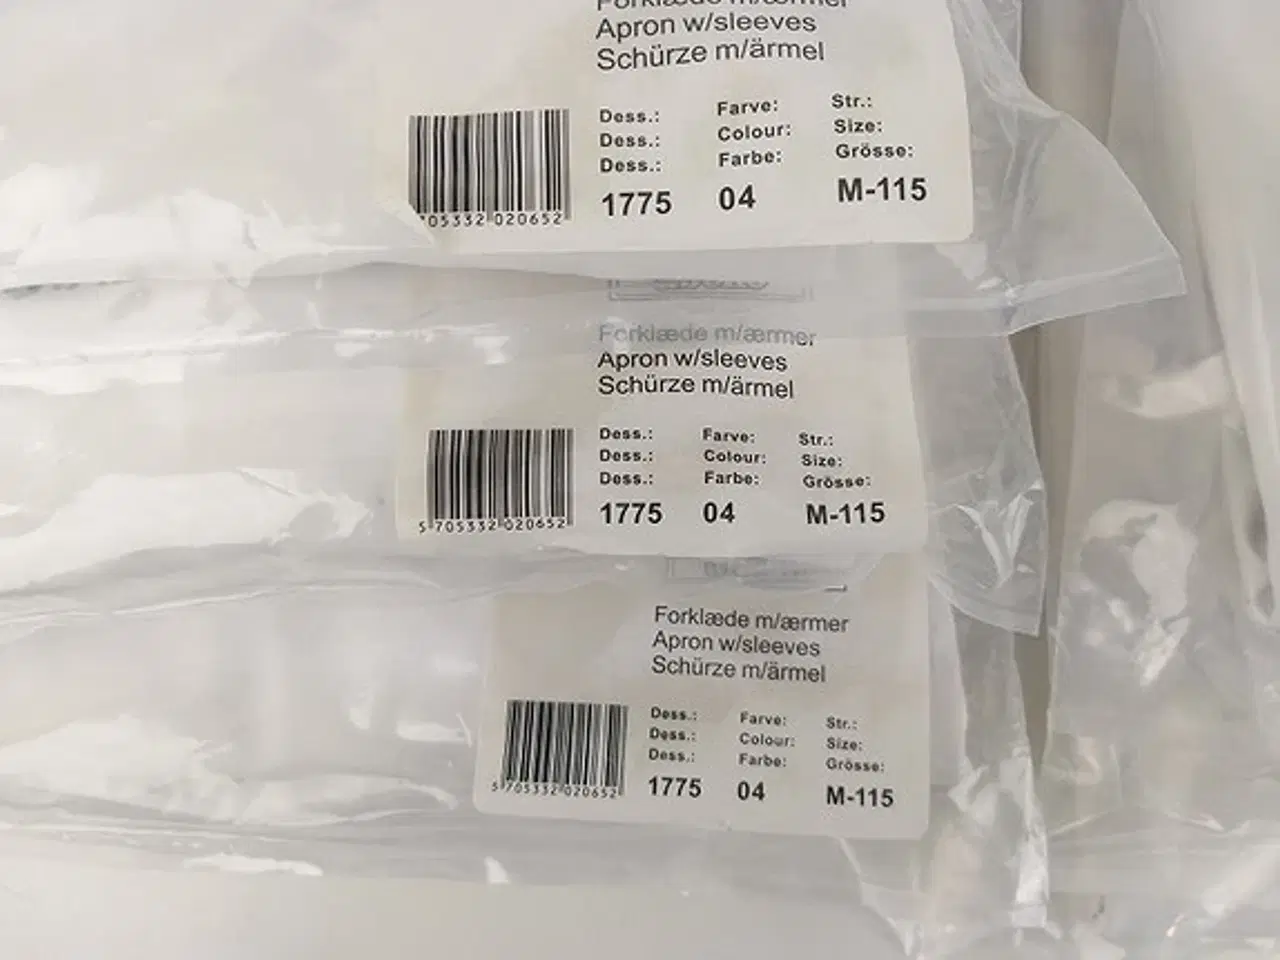 Forklæde m/ærmer
Apron w/sleeves
Schürze m/ärmel
Dess.: Farve: Str.:
Dess.: Colour: Size:
Dess.: Farbe: Grösse:
1775 04 M-115
705332 020652
Forklæde m/ærmer
Apron w/sleeves
Schürze m/ärmel
Dess.: Farve: Str.:
Dess.: Colour: Size:
Dess.: Farbe: Grösse:
1775 04 M-115
5 705332 020652
Forklæde m/ærmer
Apron w/sleeves
Schürze m/ärmel
Dess.: Farve: Str.:
Dess.: Colour: Size:
Dess.: Farbe: Grösse:
1775 04 M-115
5 705332 020652